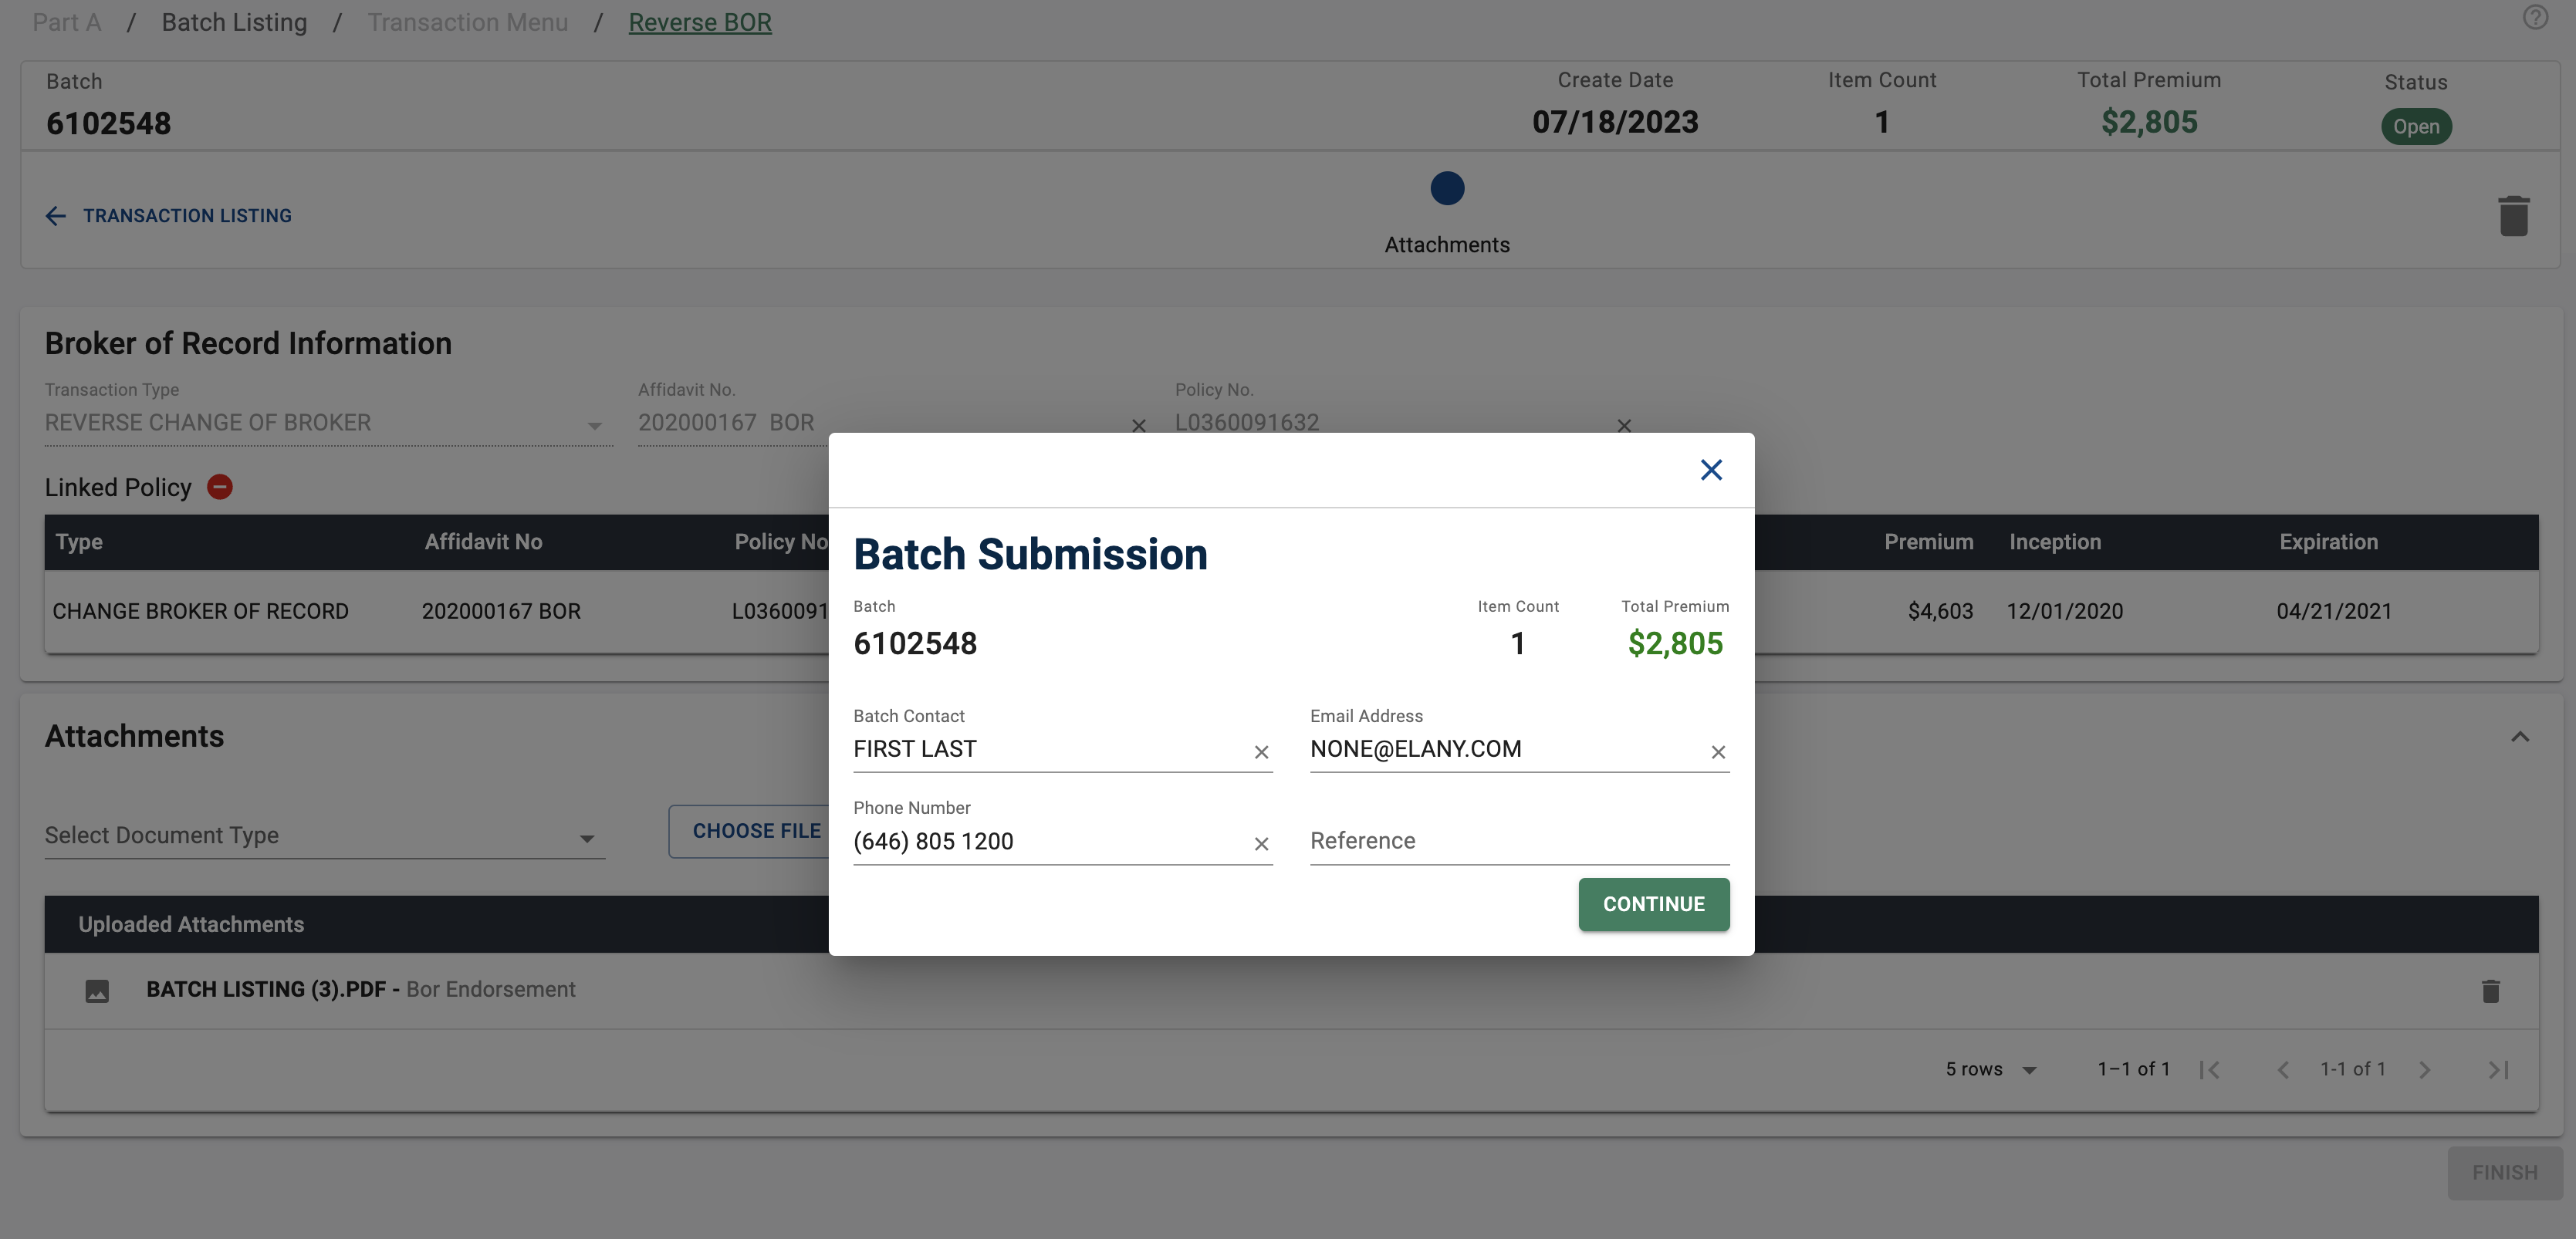 Part A / Batch Listing / Transaction Menu / Reverse BOR
Batch
6102548
Create Date
07/18/2023
Item Count
1
Total Premium
$2,805
Status
Open
TRANSACTION LISTING
Attachments
Broker of Record Information
Transaction Type
REVERSE CHANGE OF BROKER
Affidavit No.
202000167 BOR
Policy No.
L0360091632
Linked Policy
Type Affidavit No Policy No Premium Inception Expiration
CHANGE BROKER OF RECORD 202000167 BOR L0360091 $4,603 12/01/2020 04/21/2021
Batch Submission
Batch
6102548
Item Count
1
Total Premium
$2,805
Batch Contact
FIRST LAST
Email Address
NONE@ELANY.COM
Phone Number
(646) 805 1200
Reference
CONTINUE
Attachments
Select Document Type
CHOOSE FILE
Uploaded Attachments
BATCH LISTING (3).PDF - Bor Endorsement
5 rows 1–1 of 1 1-1 of 1
FINISH